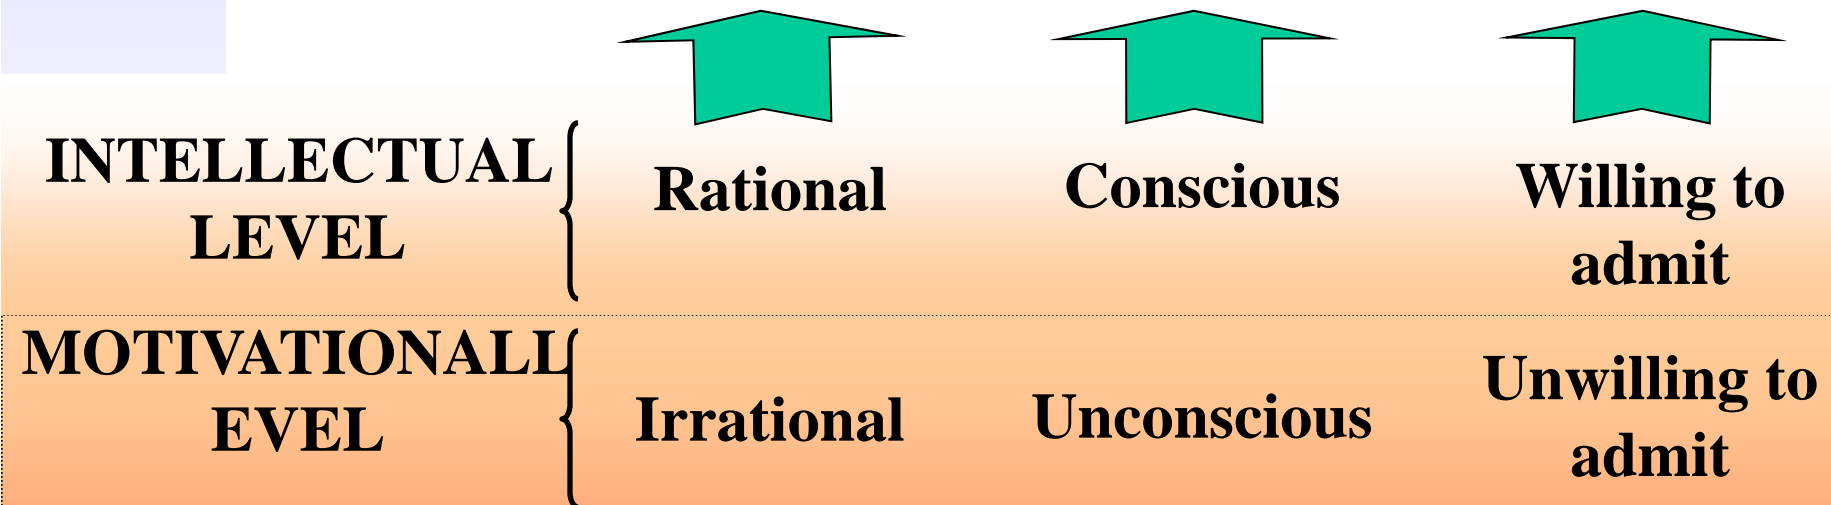 INTELLECTUAL
LEVEL
Rational
Conscious
Willing to
admit
MOTIVATIONALL
EVEL
Irrational
Unconscious
Unwilling to
admit